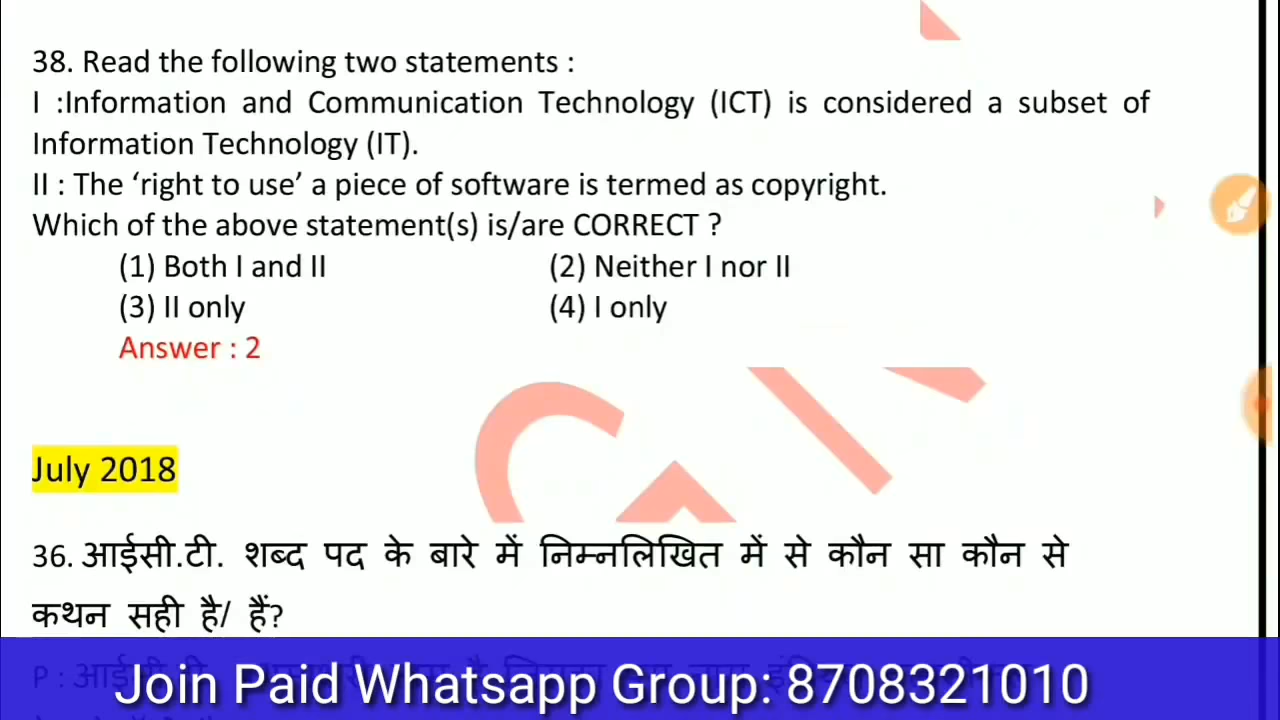 38. Read the following two statements :
I :Information and Communication Technology (ICT) is considered a subset of
Information Technology (IT).
II : The ‘right to use’ a piece of software is termed as copyright.
Which of the above statement(s) is/are CORRECT ?
(1) Both I and II (2) Neither I nor II
(3) II only (4) I only
Answer : 2
July 2018
36. आईसी.टी. शब्द पद के बारे में निम्नलिखित में से कौन सा कौन से
कथन सही है/ हैं?
P :
Join Paid Whatsapp Group: 8708321010